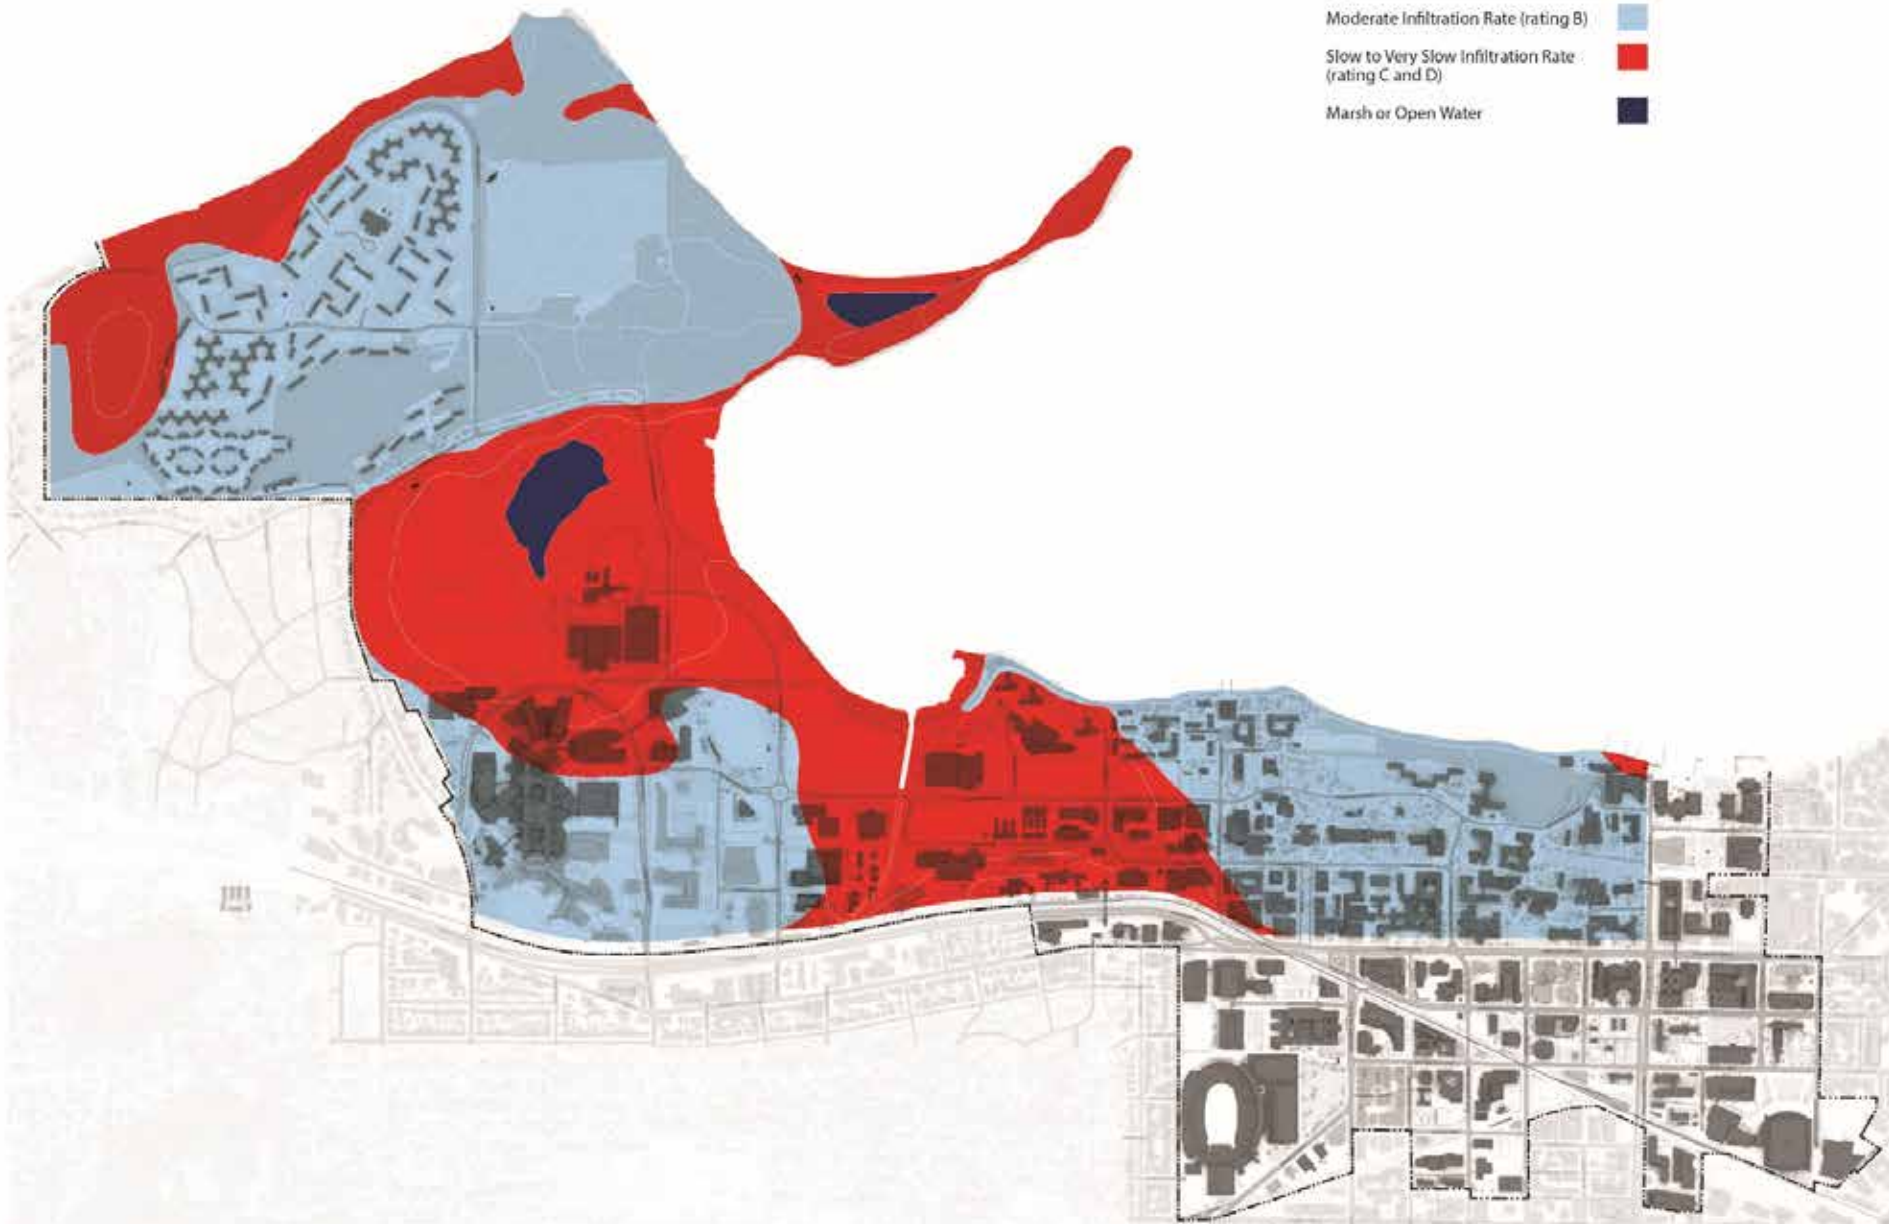 Moderate Infiltration Rate (rating B)
Slow to Very Slow Infiltration Rate
(rating C and D)
Marsh or Open Water